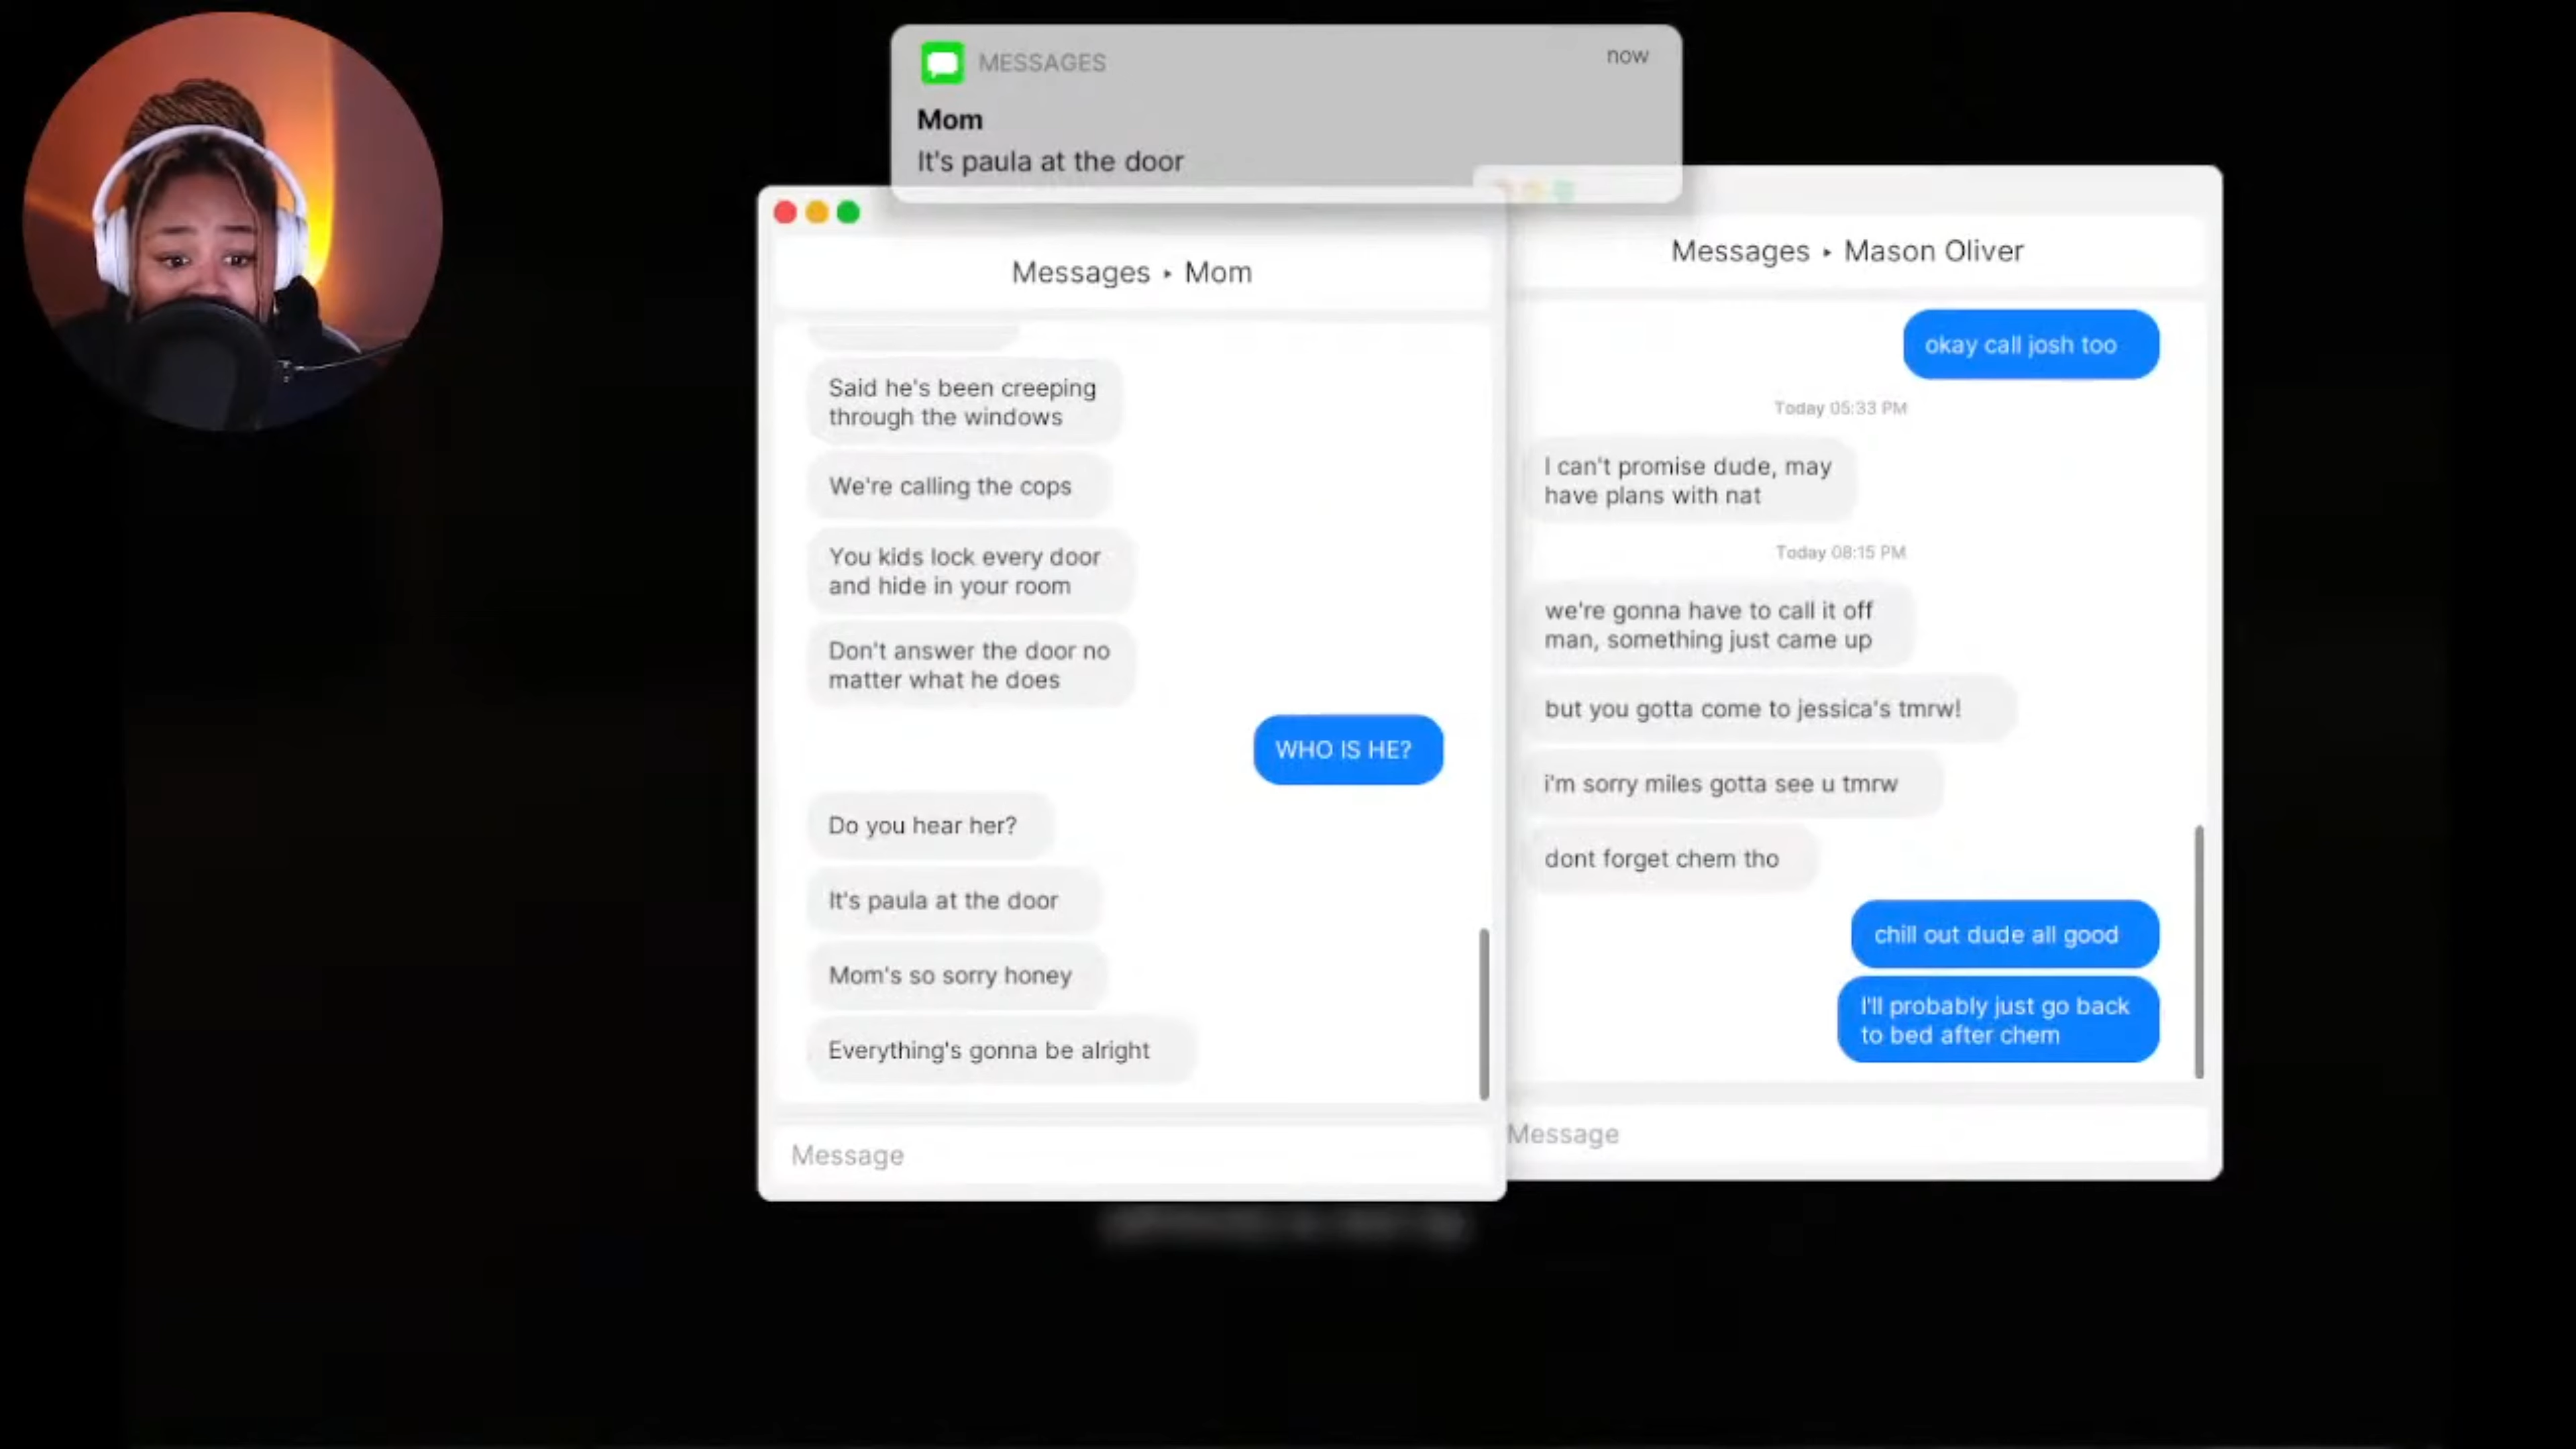 MESSAGES
now
Mom
It's paula at the door
Messages ‣ Mom
Said he's been creeping
through the windows
We're calling the cops
You kids lock every door
and hide in your room
Don't answer the door no
matter what he does
WHO IS HE?
Do you hear her?
It's paula at the door
Mom's so sorry honey
Everything's gonna be alright
Message
Messages ‣ Mason Oliver
okay call josh too
Today 05:33 PM
I can't promise dude, may
have plans with nat
Today 08:15 PM
we're gonna have to call it off
man, something just came up
but you gotta come to jessica's tmrw!
i'm sorry miles gotta see u tmrw
dont forget chem tho
chill out dude all good
I'll probably just go back
to bed after chem
Message